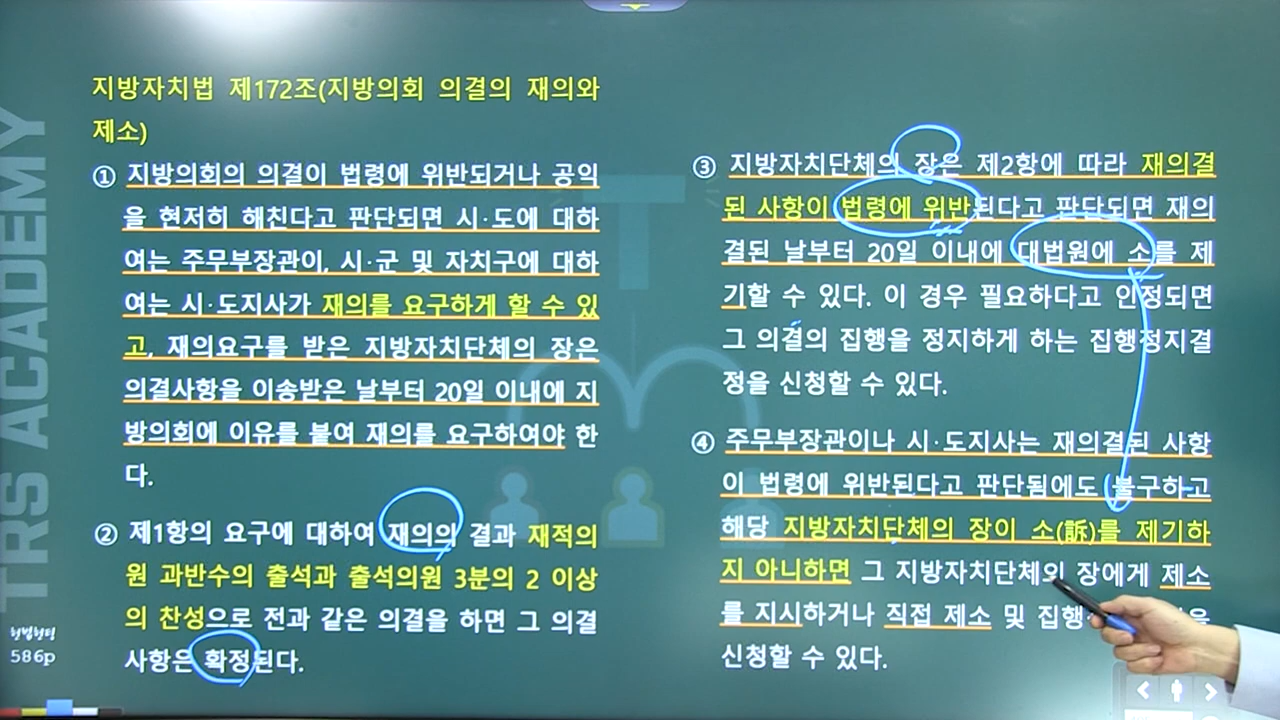 지방자치법 제172조(지방의회 의결의 재의와
제소)
① 지방의회의 의결이 법령에 위반되거나 공익
을 현저히 해친다고 판단되면 시·도에 대하
여는 주무부장관이, 시·군 및 자치구에 대하
여는 시·도지사가 재의를 요구하게 할 수 있
고, 재의요구를 받은 지방자치단체의 장은
의결사항을 이송받은 날부터 20일 이내에 지
방의회에 이유를 붙여 재의를 요구하여야 한
다.
② 제1항의 요구에 대하여 재의의 결과 재적의
원 과반수의 출석과 출석의원 3분의 2 이상
의 찬성으로 전과 같은 의결을 하면 그 의결
사항은 확정된다.
③ 지방자치단체의 장은 제2항에 따라 재의결
된 사항이 법령에 위반된다고 판단되면 재의
결된 날부터 20일 이내에 대법원에 소를 제
기할 수 있다. 이 경우 필요하다고 인정되면
그 의결의 집행을 정지하게 하는 집행정지결
정을 신청할 수 있다.
④ 주무부장관이나 시·도지사는 재의결된 사항
이 법령에 위반된다고 판단됨에도 불구하고
해당 지방자치단체의 장이 소(訴)를 제기하
지 아니하면 그 지방자치단체의 장에게 제소
를 지시하거나 직접 제소 및
신청할 수 있다.
TRS ACADEMY
586p